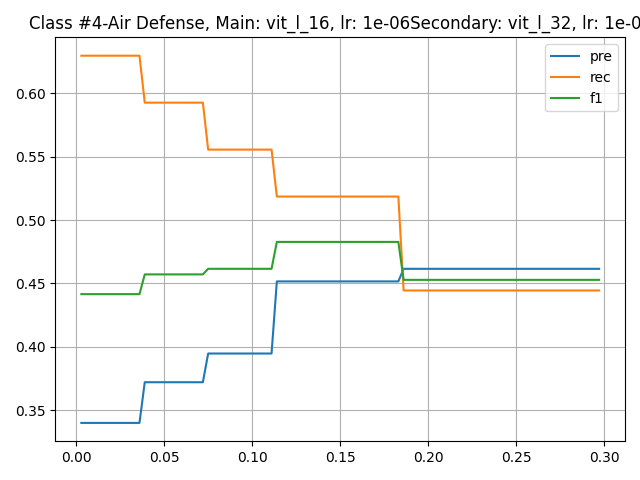 Class #4-Air Defense, Main: vit_l_16, lr: 1e-06Secondary: vit_l_32, lr: 1e-0
pre
rec
f1
0.60
0.55
0.50
0.45
0.40
0.35
0.00 0.05 0.10 0.15 0.20 0.25 0.30